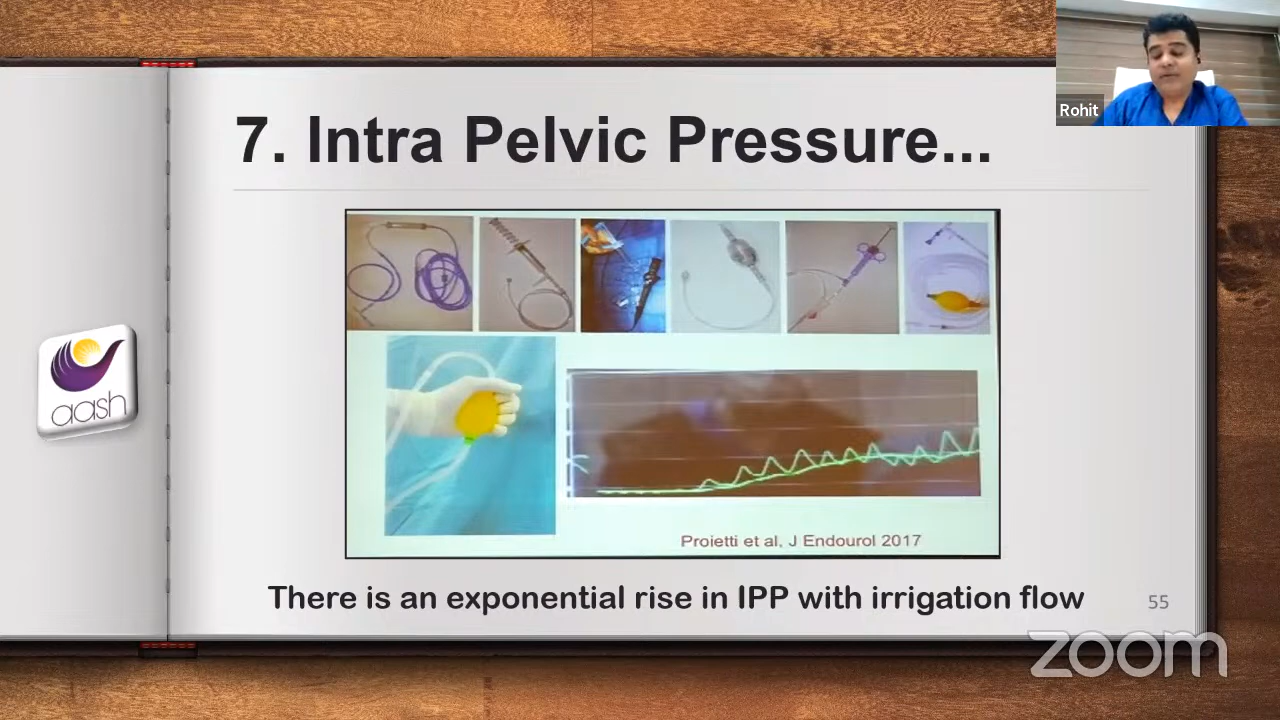 Rohit
7. Intra Pelvic Pressure...
aash
Proietti et al, J Endourol 2017
There is an exponential rise in IPP with irrigation flow
55
zoom